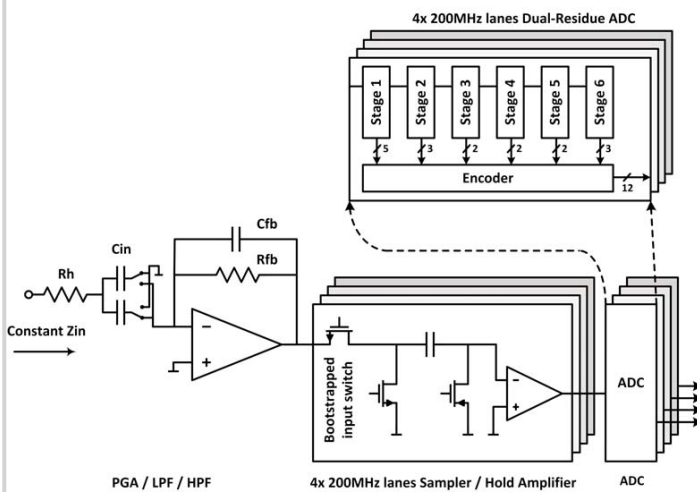 4x 200MHz lanes Dual-Residue ADC
Stage 1
Stage 2
Stage 3
Stage 4
Stage 5
Stage 6
5
3
2
2
2
3
Encoder
12
Cfb
Cin
Rh
Rfb
Constant Zin
−
+
Bootstrapped
input switch
−
+
ADC
PGA / LPF / HPF
4x 200MHz lanes Sampler / Hold Amplifier
ADC